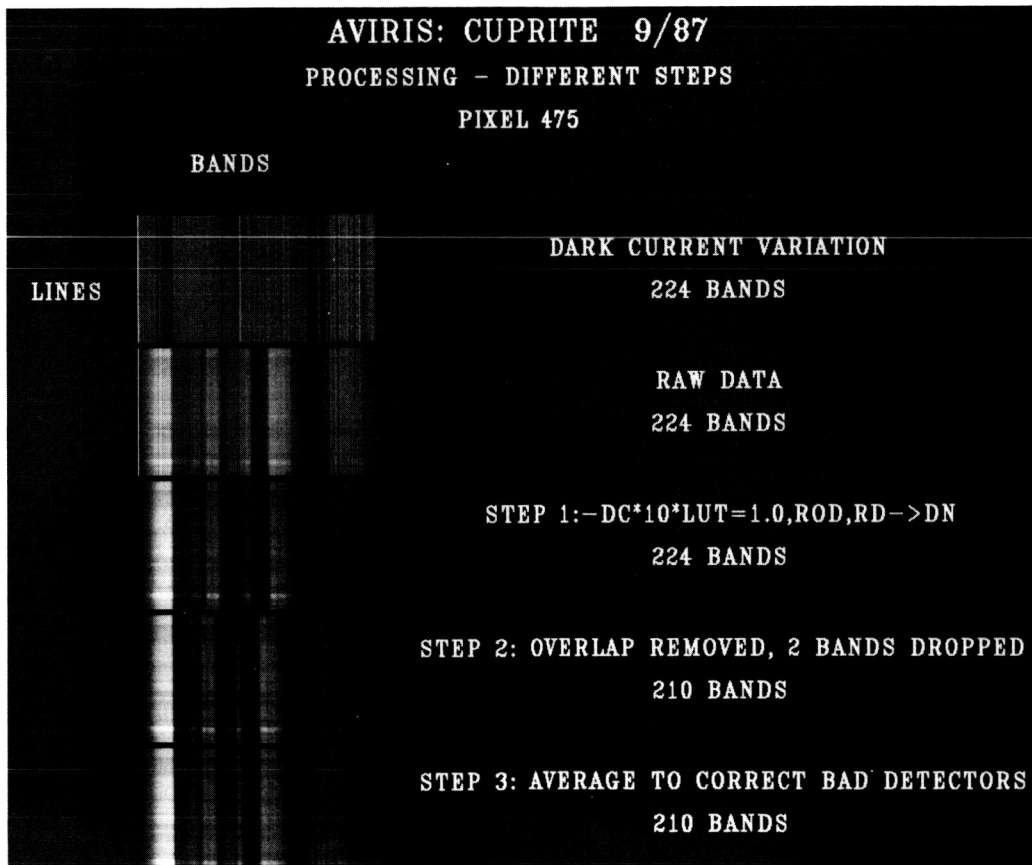 AVIRIS: CUPRITE 9/87
PROCESSING - DIFFERENT STEPS
PIXEL 475
BANDS
LINES
DARK CURRENT VARIATION
224 BANDS
RAW DATA
224 BANDS
STEP 1:-DC*10*LUT=1.0,ROD,RD->DN
224 BANDS
STEP 2: OVERLAP REMOVED, 2 BANDS DROPPED
210 BANDS
STEP 3: AVERAGE TO CORRECT BAD DETECTORS
210 BANDS